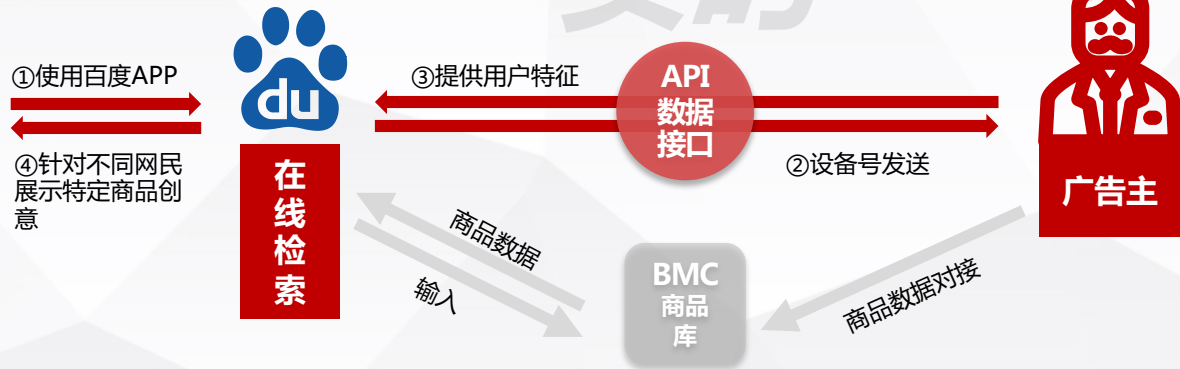 ①使用百度APP
④针对不同网民
展示特定商品创
意
du
在
线
检
索
③提供用户特征
API
数据
接口
②设备号发送
广告主
商品数据
输入
BMC
商品
库
商品数据对接